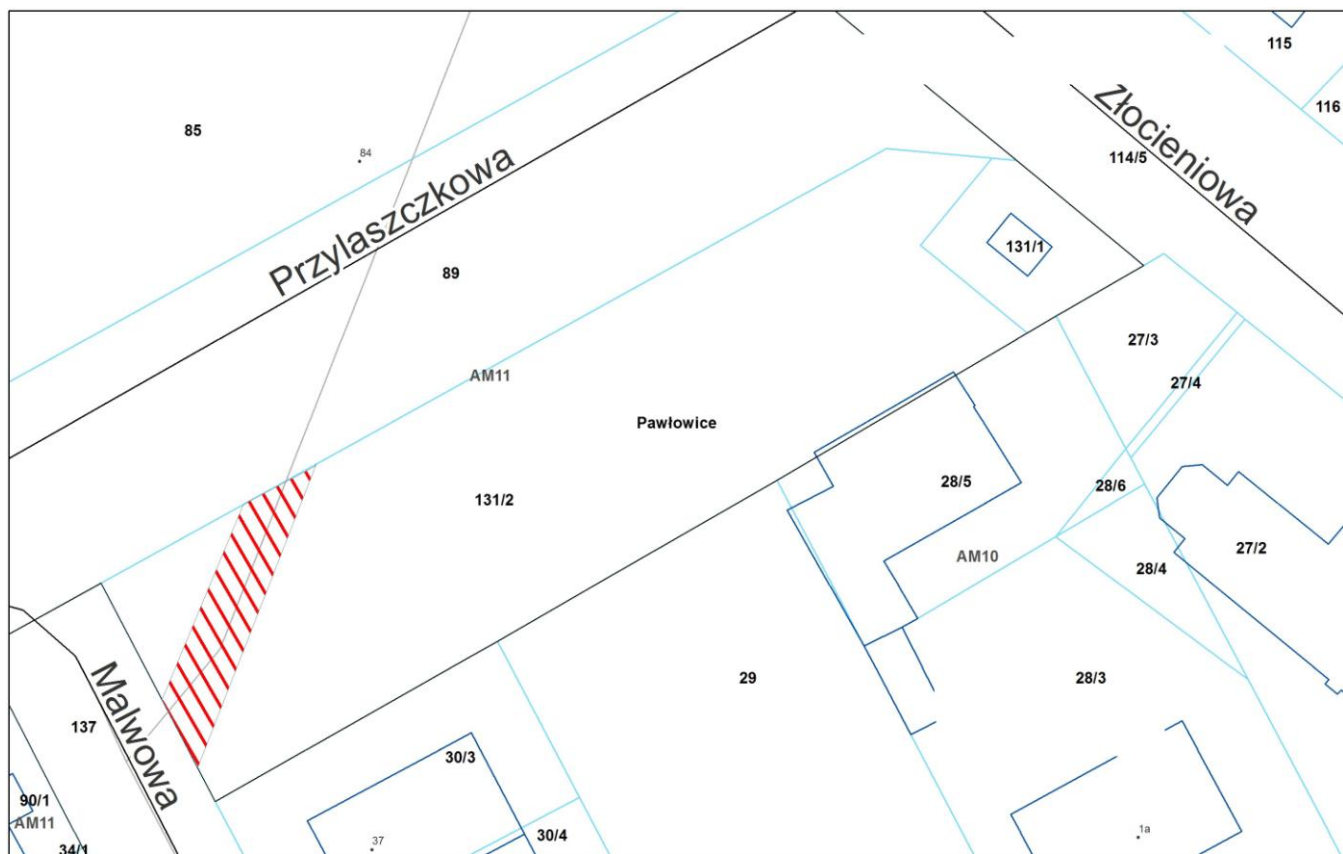 115
116
85
84
Złocieniowa
114/5
Przylaszczkowa
131/1
89
27/3
AM11
27/4
Pawłowice
28/5
28/6
131/2
27/2
AM10
28/4
29
28/3
137
Malwowa
30/3
90/1
AM11
37
30/4
1a
34/1